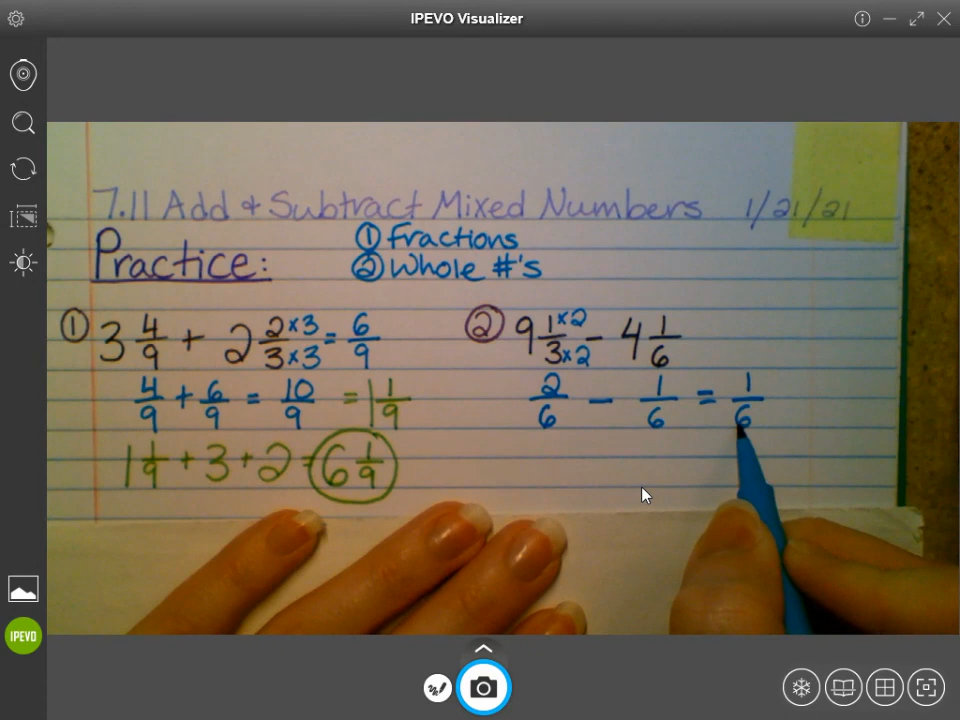 IPEVO Visualizer
7.11 Add & Subtract Mixed Numbers 1/21/21
Practice: ① Fractions
② Whole #'s
① 3 4/9 + 2 2/3 ×3 ×3 = 6/9
4/9 + 6/9 = 10/9 = 1 1/9
1 1/9 + 3 + 2 = 6 1/9
② 9 1/3 ×2 ×2 − 4 1/6
2/6 − 1/6 = 1/6
IPEVO